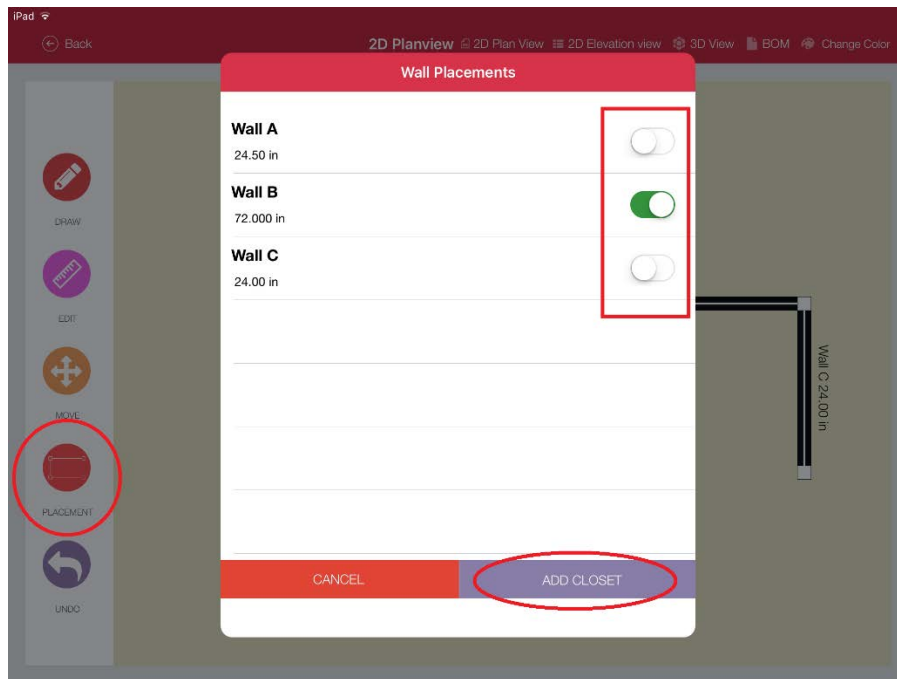 iPad
Back
2D Planview 2D Plan View 2D Elevation view 3D View BOM Change Color
Wall Placements
Wall A
24.50 in
Wall B
72.000 in
Wall C
24.00 in
DRAW
EDIT
MOVE
PLACEMENT
UNDO
Wall C 24.00 in
CANCEL
ADD CLOSET